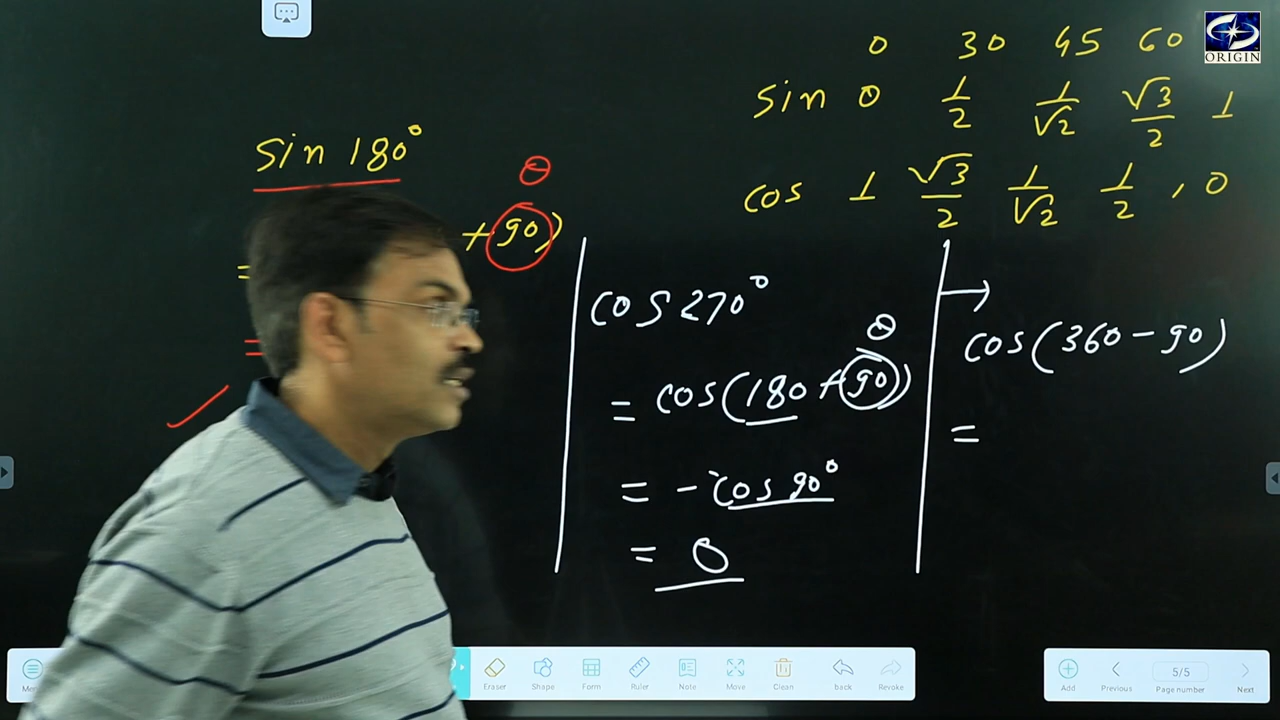 ORIGIN
0 30 45 60
sin 0 1/2 1/√2 √3/2 1
cos 1 √3/2 1/√2 1/2 , 0
sin 180°
θ
+ 90)
=
=
cos 270°
θ
= cos(180 + 90)
= - cos 90°
= 0
→
cos(360 - 90)
=
Eraser Shape Form Ruler Note Move Clean back Revoke
Add Previous 5/5 Page number Next